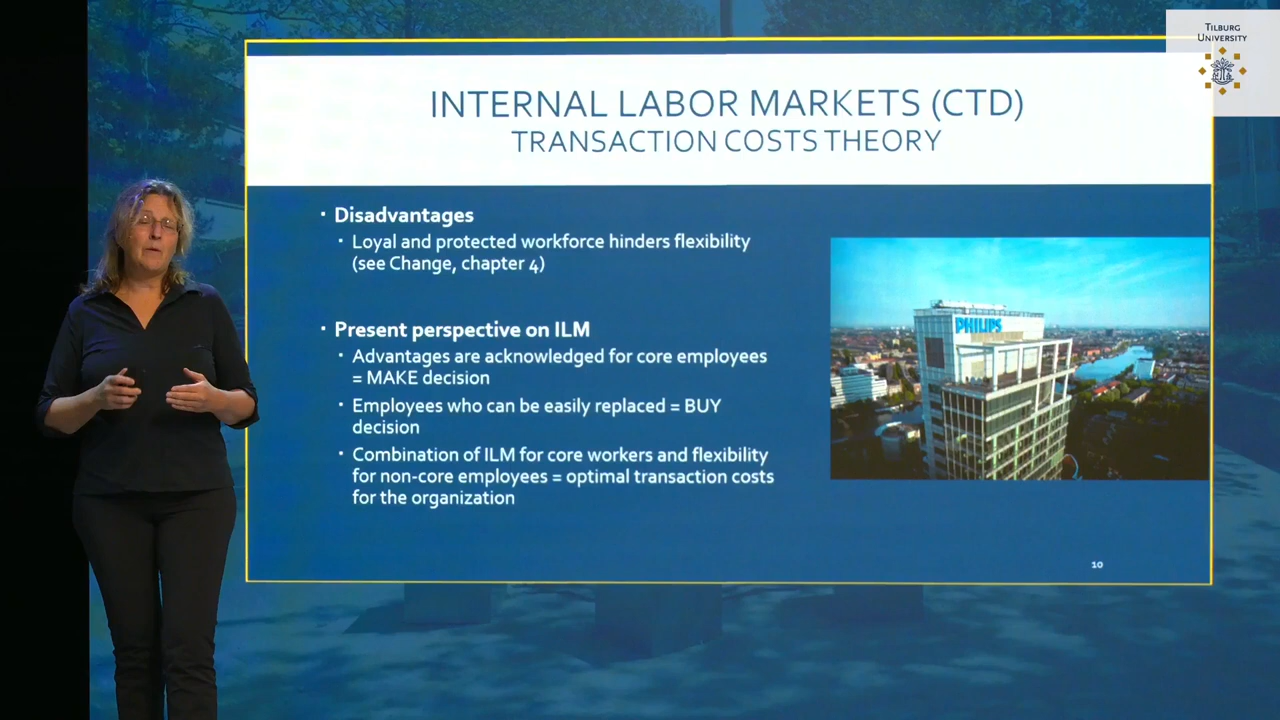 TILBURG
UNIVERSITY
INTERNAL LABOR MARKETS (CTD)
TRANSACTION COSTS THEORY
Disadvantages
Loyal and protected workforce hinders flexibility
(see Change, chapter 4)
Present perspective on ILM
Advantages are acknowledged for core employees
= MAKE decision
Employees who can be easily replaced = BUY
decision
Combination of ILM for core workers and flexibility
for non-core employees = optimal transaction costs
for the organization
PHILIPS
10